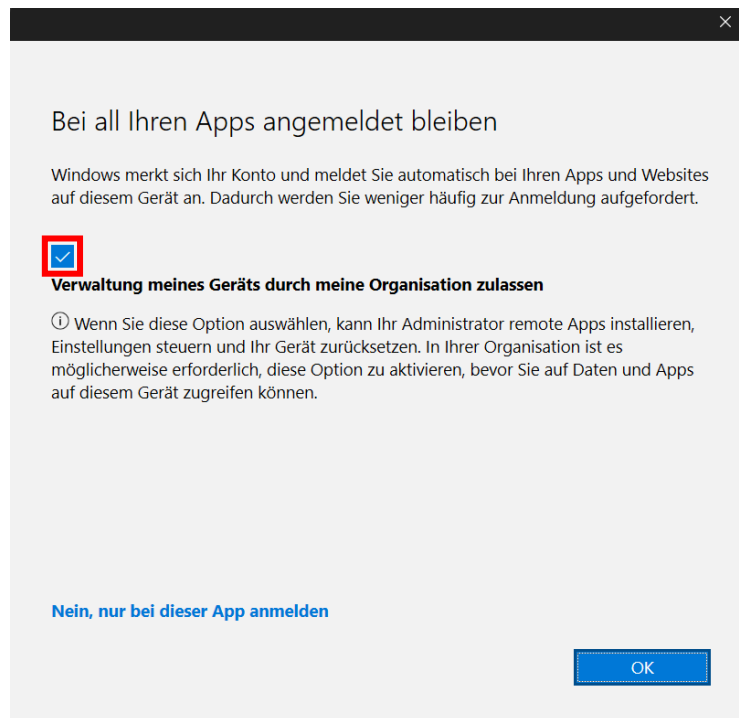 Bei all Ihren Apps angemeldet bleiben
Windows merkt sich Ihr Konto und meldet Sie automatisch bei Ihren Apps und Websites
auf diesem Gerät an. Dadurch werden Sie weniger häufig zur Anmeldung aufgefordert.
Verwaltung meines Geräts durch meine Organisation zulassen
Wenn Sie diese Option auswählen, kann Ihr Administrator remote Apps installieren,
Einstellungen steuern und Ihr Gerät zurücksetzen. In Ihrer Organisation ist es
möglicherweise erforderlich, diese Option zu aktivieren, bevor Sie auf Daten und Apps
auf diesem Gerät zugreifen können.
Nein, nur bei dieser App anmelden
OK